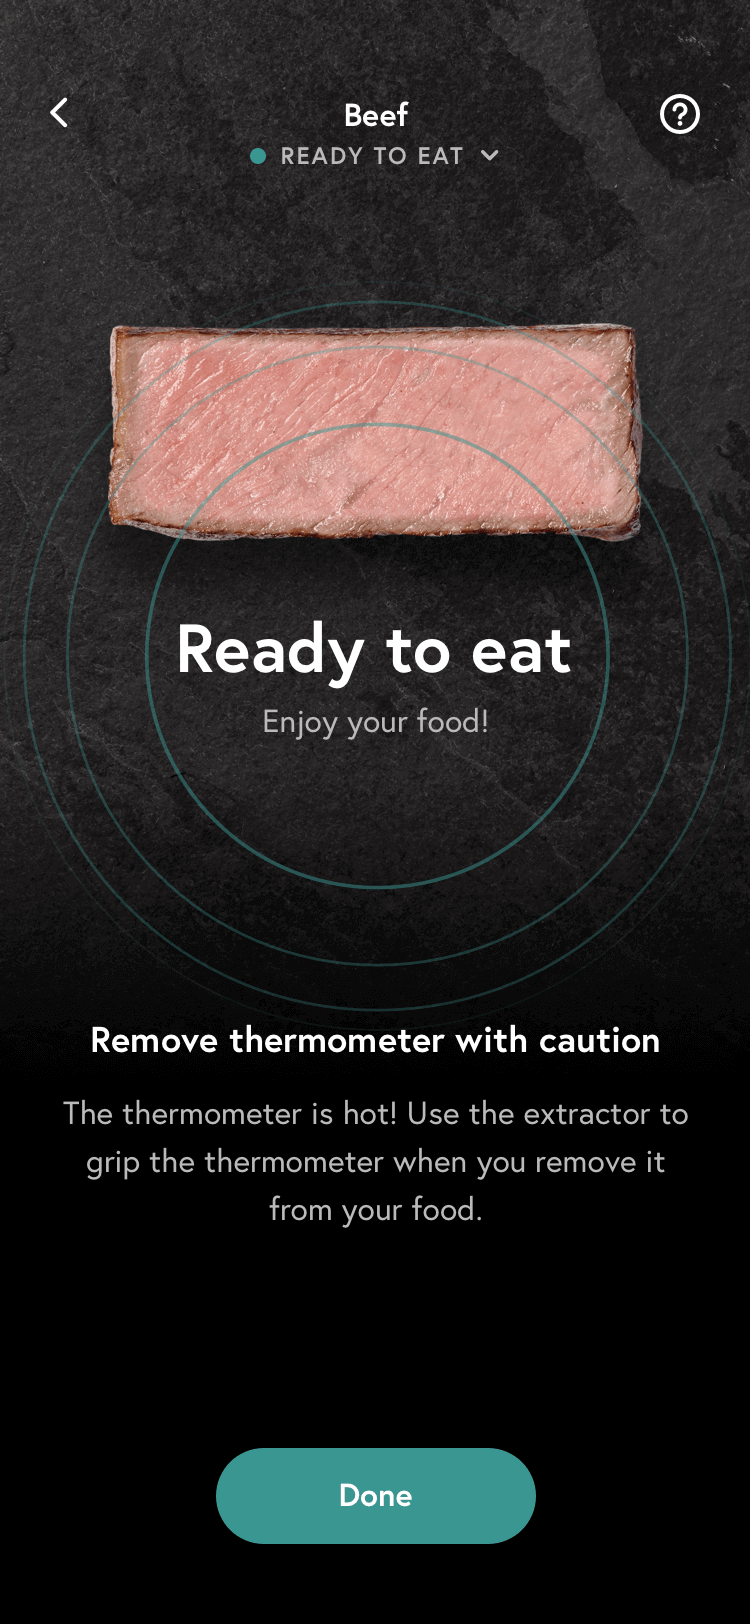 Beef
READY TO EAT
Ready to eat
Enjoy your food!
Remove thermometer with caution
The thermometer is hot! Use the extractor to
grip the thermometer when you remove it
from your food.
Done